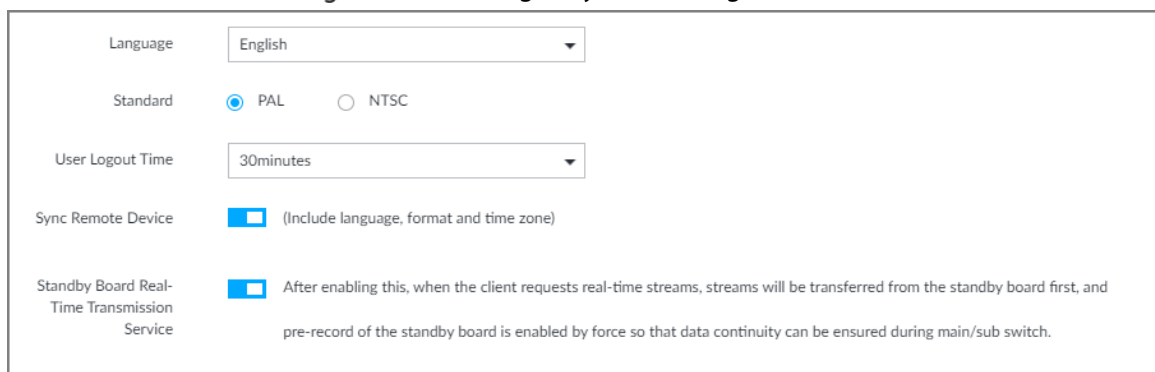 Language
English
Standard
PAL
NTSC
User Logout Time
30minutes
Sync Remote Device
(Include language, format and time zone)
Standby Board Real-
Time Transmission
Service
After enabling this, when the client requests real-time streams, streams will be transferred from the standby board first, and
pre-record of the standby board is enabled by force so that data continuity can be ensured during main/sub switch.